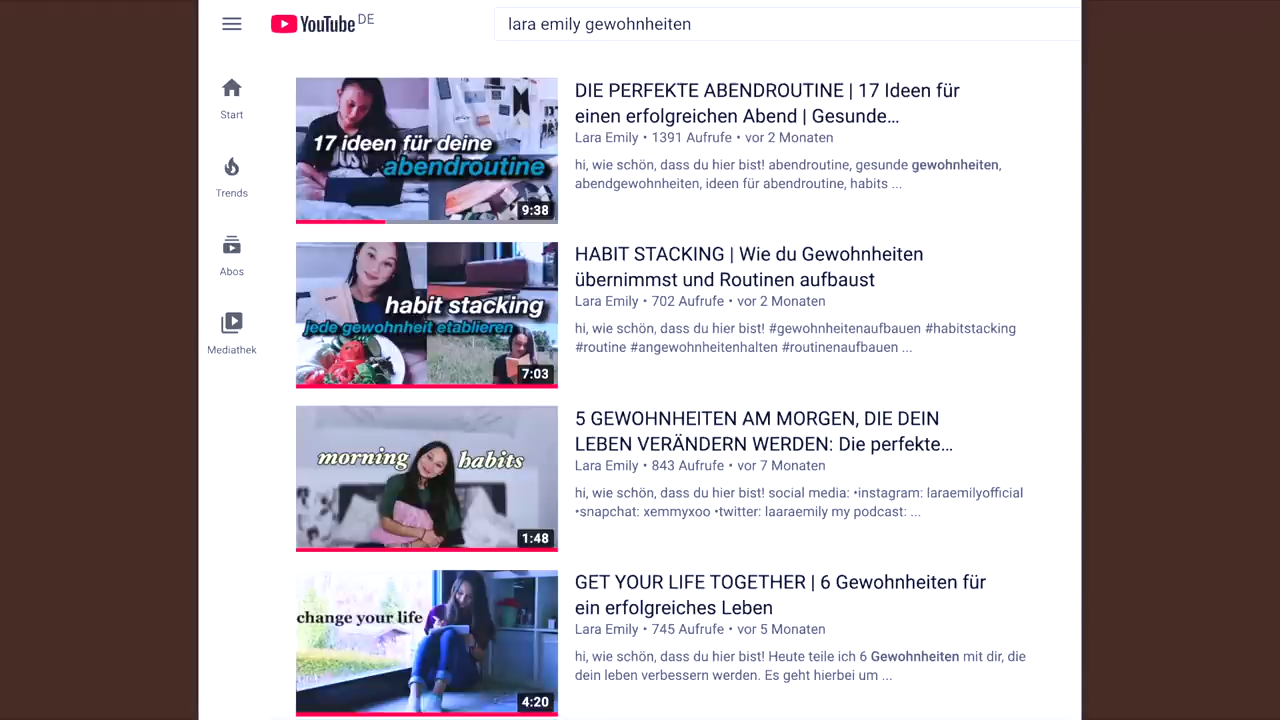 YouTube DE
lara emily gewohnheiten
Start
Trends
Abos
Mediathek
17 ideen für deine
abendroutine
9:38
DIE PERFEKTE ABENDROUTINE | 17 Ideen für
einen erfolgreichen Abend | Gesunde...
Lara Emily • 1391 Aufrufe • vor 2 Monaten
hi, wie schön, dass du hier bist! abendroutine, gesunde gewohnheiten,
abendgewohnheiten, ideen für abendroutine, habits ...
habit stacking
jede gewohnheit etablieren
7:03
HABIT STACKING | Wie du Gewohnheiten
übernimmst und Routinen aufbaust
Lara Emily • 702 Aufrufe • vor 2 Monaten
hi, wie schön, dass du hier bist! #gewohnheitenaufbauen #habitstacking
#routine #angewohnheitenhalten #routinenaufbauen ...
morning habits
1:48
5 GEWOHNHEITEN AM MORGEN, DIE DEIN
LEBEN VERÄNDERN WERDEN: Die perfekte...
Lara Emily • 843 Aufrufe • vor 7 Monaten
hi, wie schön, dass du hier bist! social media: •instagram: laraemilyofficial
•snapchat: xemmyxoo •twitter: laaraemily my podcast: ...
change your life
4:20
GET YOUR LIFE TOGETHER | 6 Gewohnheiten für
ein erfolgreiches Leben
Lara Emily • 745 Aufrufe • vor 5 Monaten
hi, wie schön, dass du hier bist! Heute teile ich 6 Gewohnheiten mit dir, die
dein leben verbessern werden. Es geht hierbei um ...